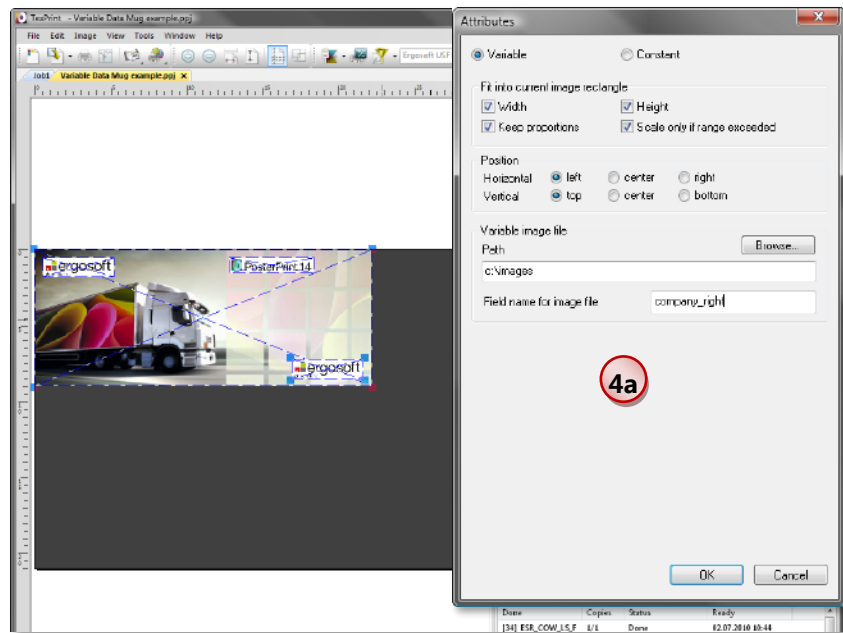 TexPrint - Variable Data Mug example.ppj
File Edit Image View Tools Window Help
Ergosoft USF
Job1 Variable Data Mug example.ppj x
ergosoft
PosterPrint 14
ergosoft
Attributes
Variable Constant
Fit into current image rectangle
Width Height
Keep proportions Scale only if range exceeded
Position
Horizontal left center right
Vertical top center bottom
Variable image file
Path
Browse...
c:\images
Field name for image file company_right
4a
OK Cancel
Done Copies Status Ready
[34] ESR_COW_LS_F 1/1 Done 02.07.2010 10:44